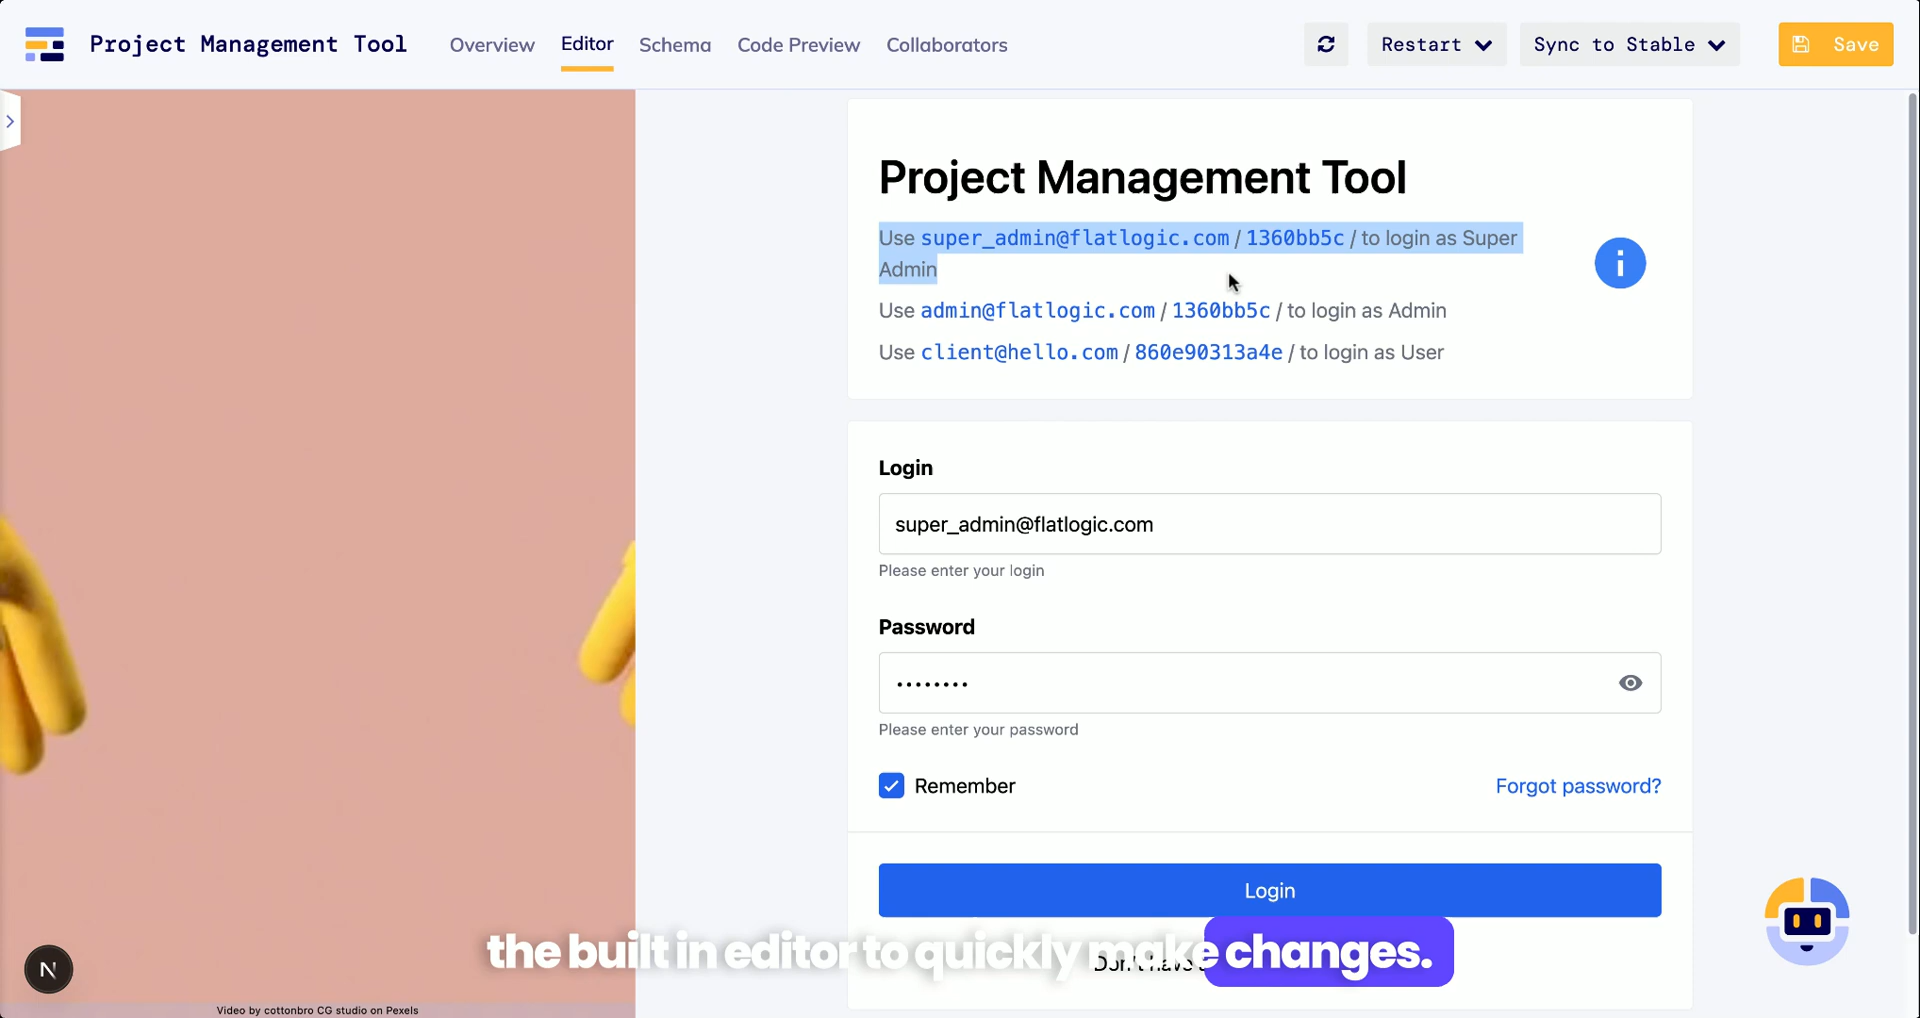 Project Management Tool
Overview
Editor
Schema
Code Preview
Collaborators
Restart
Sync to Stable
Save
Project Management Tool
Use super_admin@flatlogic.com / 1360bb5c / to login as Super
Admin
Use admin@flatlogic.com / 1360bb5c / to login as Admin
Use client@hello.com / 860e90313a4e / to login as User
Login
super_admin@flatlogic.com
Please enter your login
Password
Please enter your password
Remember
Forgot password?
Login
the built in editor to quickly make changes.
Don't have
N
Video by cottonbro CG studio on Pexels